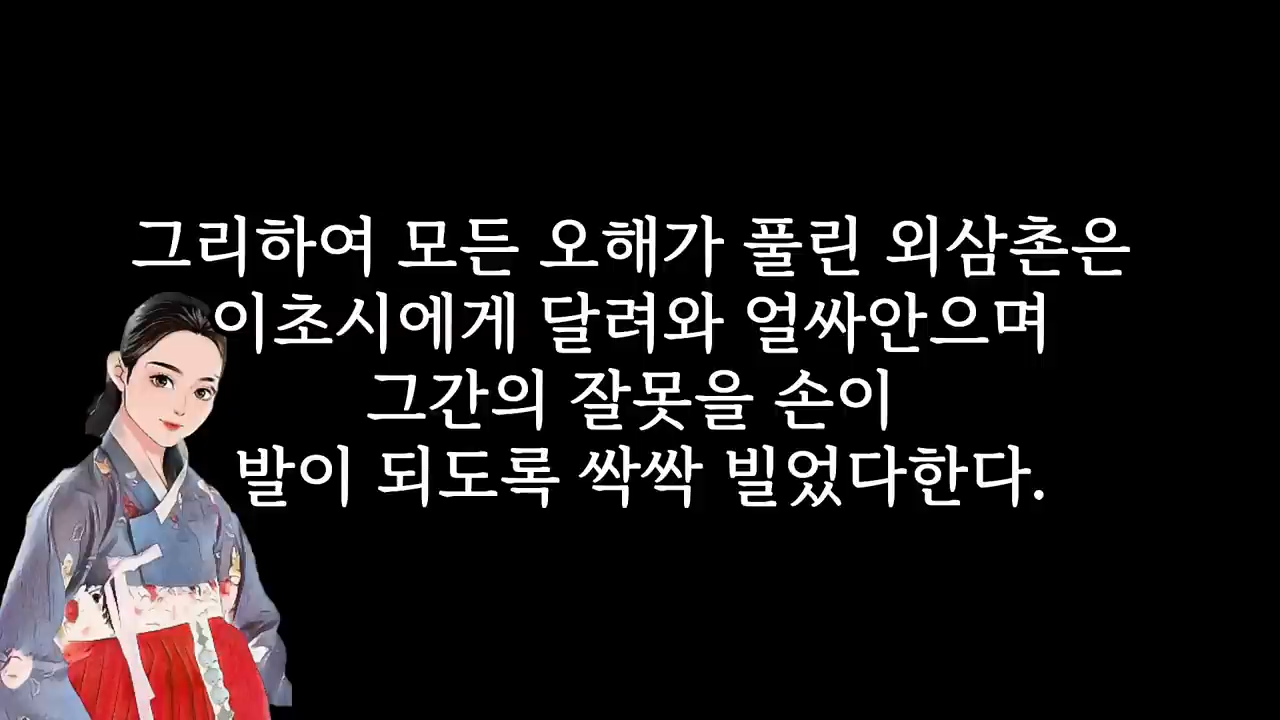 그리하여 모든 오해가 풀린 외삼촌은
이초시에게 달려와 얼싸안으며
그간의 잘못을 손이
발이 되도록 싹싹 빌었다한다.